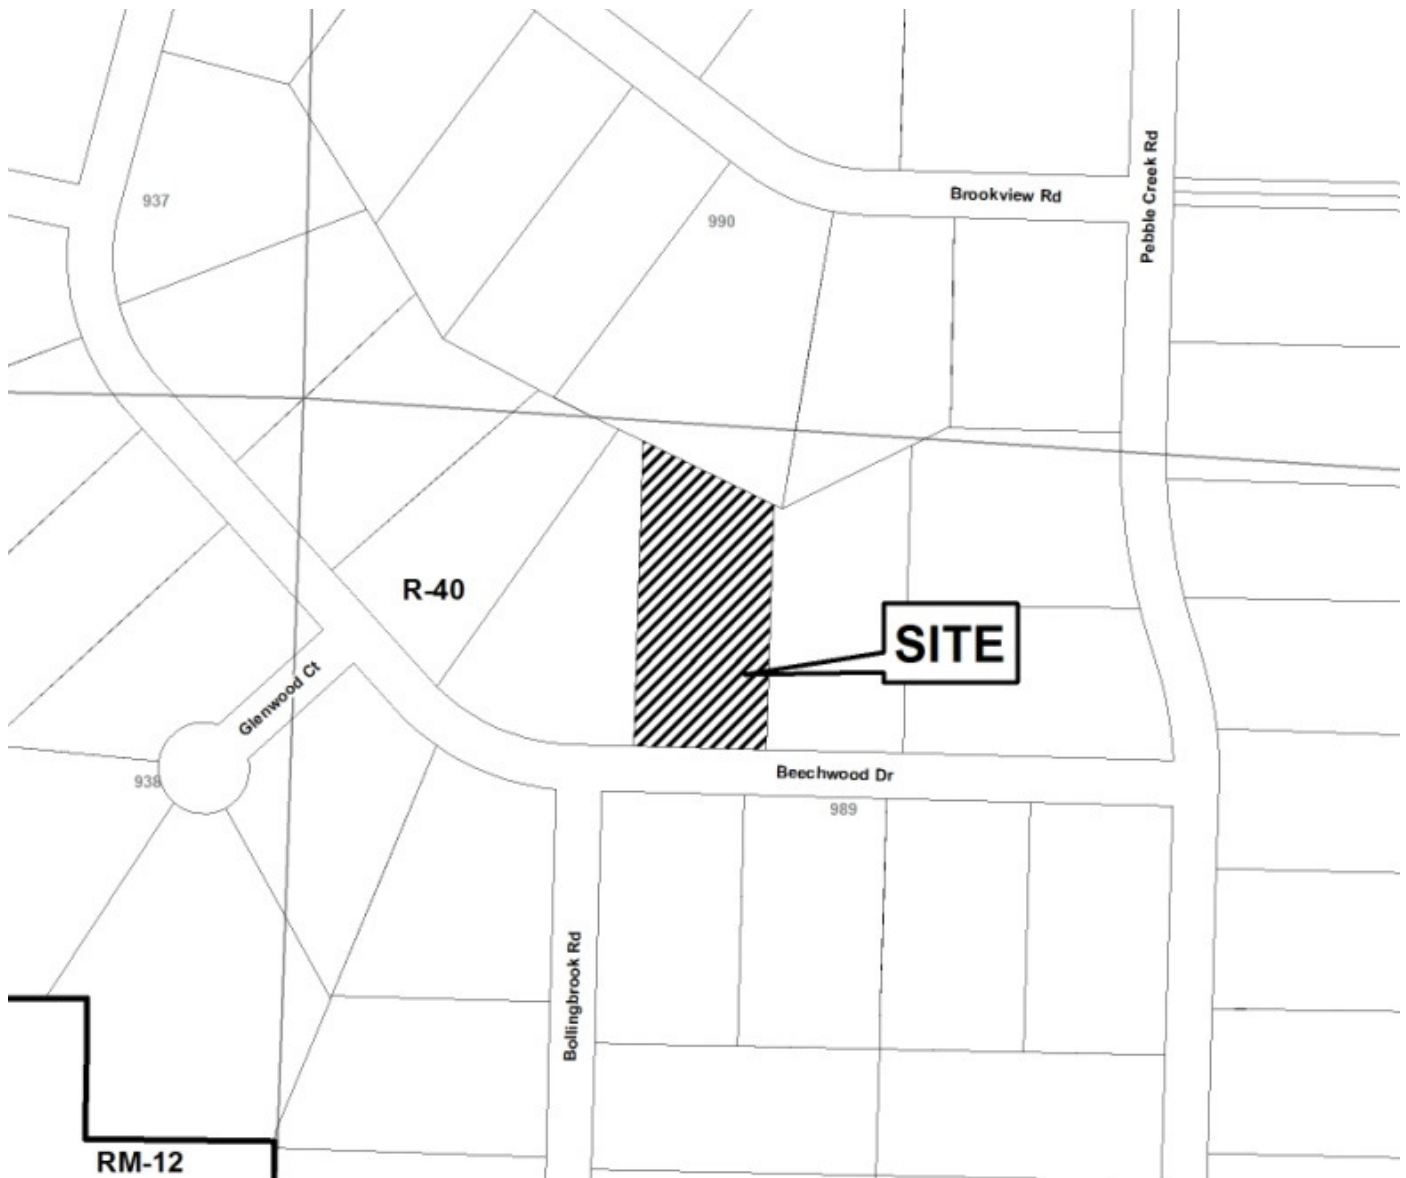 Pebble Creek Rd
Brookview Rd
937
990
R-40
SITE
Glenwood Ct
938
Beechwood Dr
989
Bollingbrook Rd
RM-12